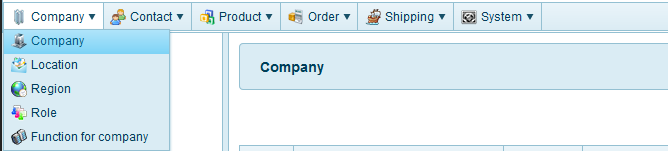 Company Contact Product Order Shipping System
Company
Location
Region
Role
Function for company
Company